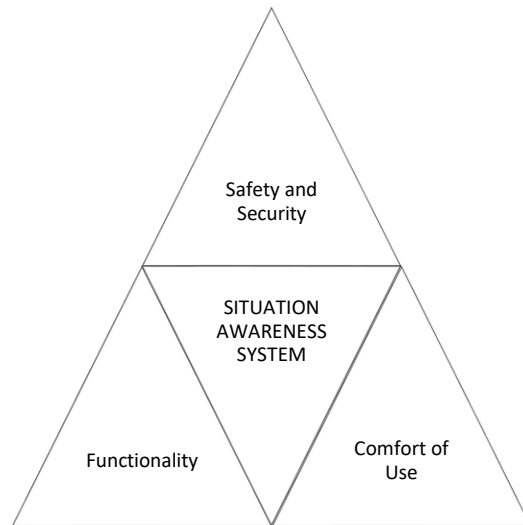 Safety and
Security
SITUATION
AWARENESS
SYSTEM
Functionality
Comfort of
Use